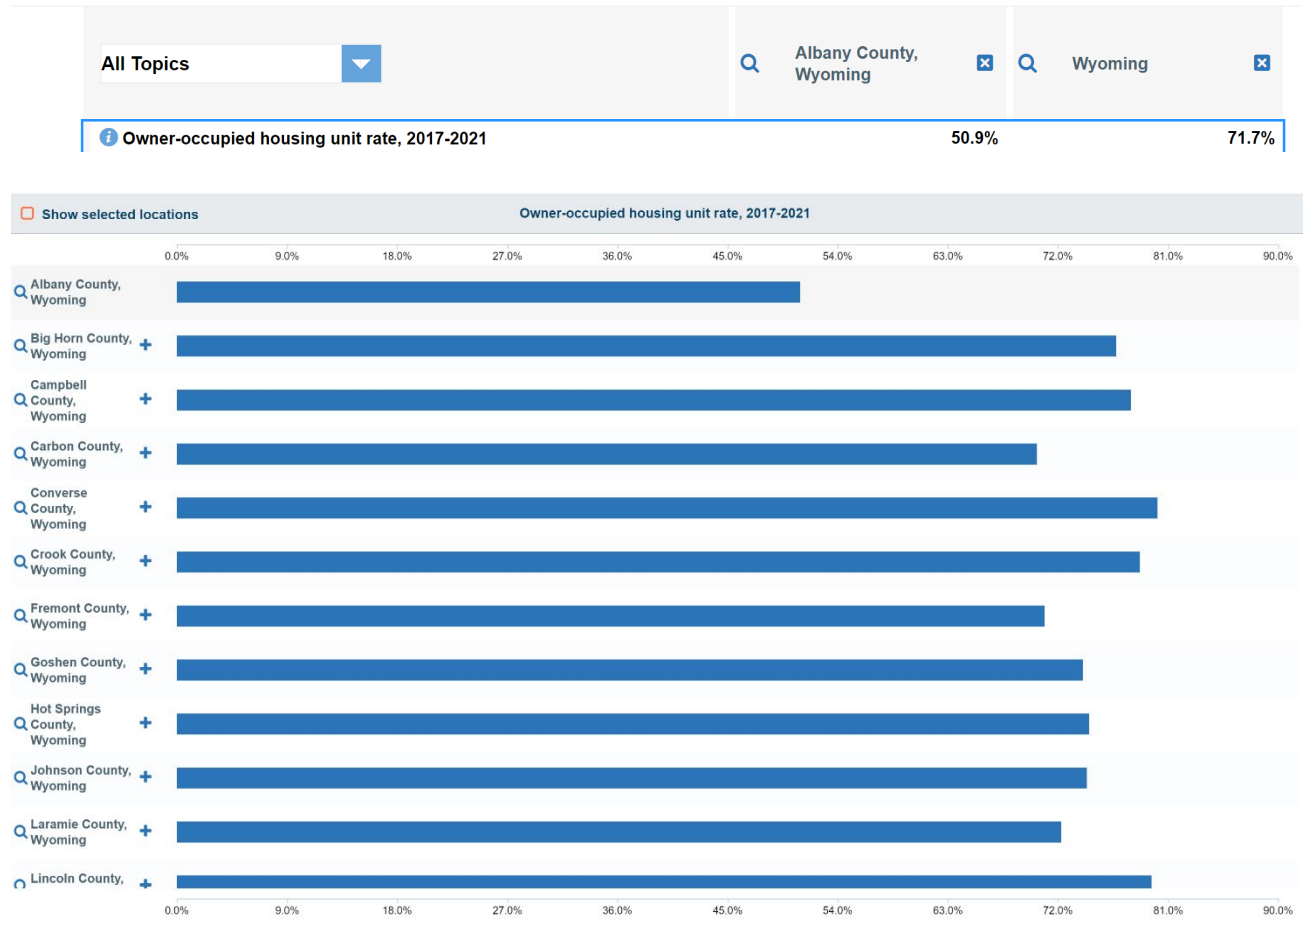 All Topics
Albany County,
Wyoming
Wyoming
Owner-occupied housing unit rate, 2017-2021 50.9% 71.7%
Show selected locations
Owner-occupied housing unit rate, 2017-2021
0.0% 9.0% 18.0% 27.0% 36.0% 45.0% 54.0% 63.0% 72.0% 81.0% 90.0%
Albany County,
Wyoming
Big Horn County,
Wyoming
Campbell
County,
Wyoming
Carbon County,
Wyoming
Converse
County,
Wyoming
Crook County,
Wyoming
Fremont County,
Wyoming
Goshen County,
Wyoming
Hot Springs
County,
Wyoming
Johnson County,
Wyoming
Laramie County,
Wyoming
Lincoln County,
0.0% 9.0% 18.0% 27.0% 36.0% 45.0% 54.0% 63.0% 72.0% 81.0% 90.0%